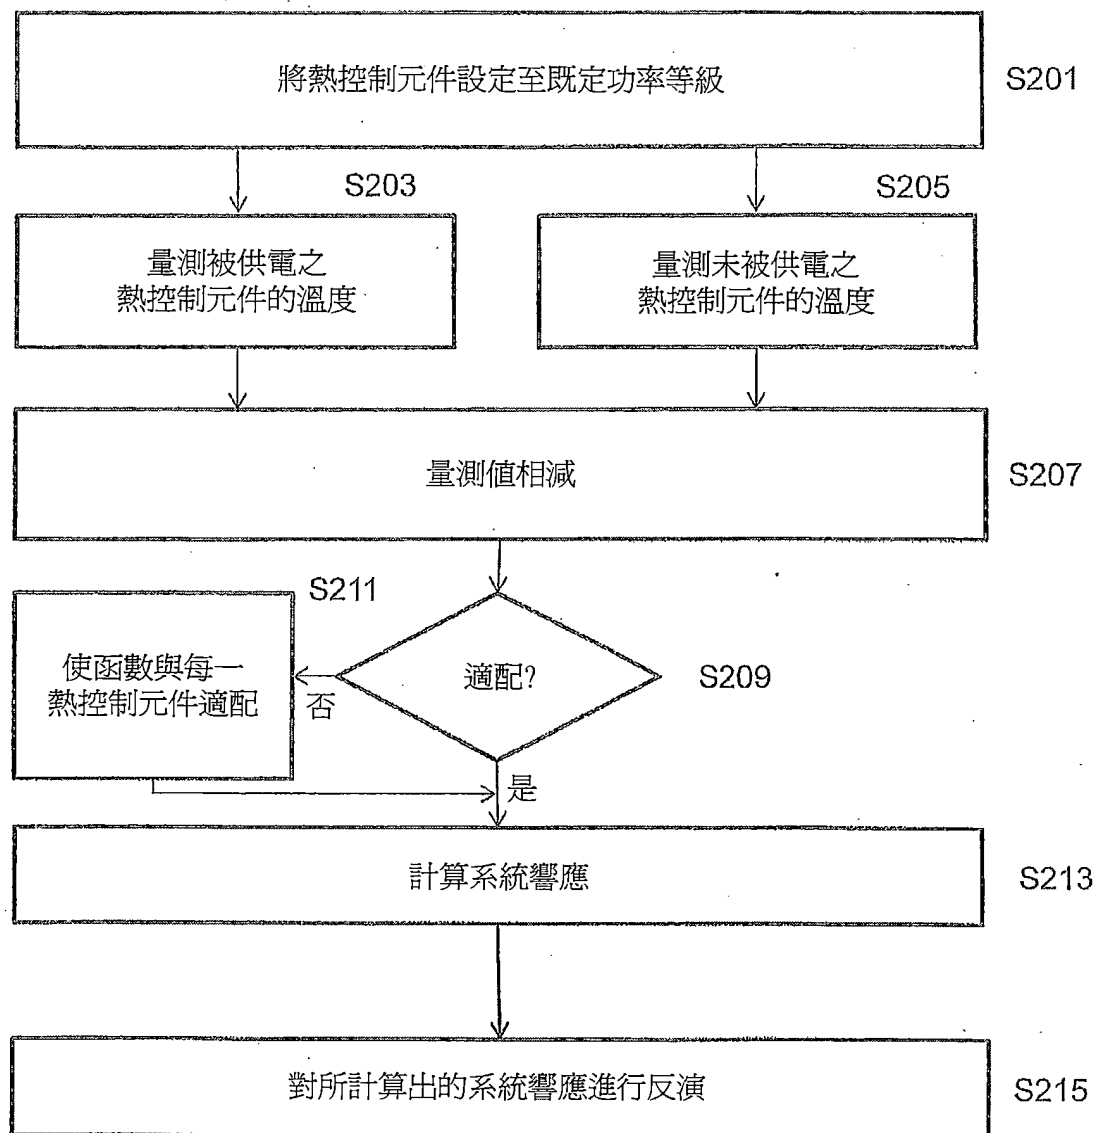 將熱控制元件設定至既定功率等級
S201
S203
S205
量測被供電之
熱控制元件的溫度
量測未被供電之
熱控制元件的溫度
量測值相減
S207
S211
使函數與每一
熱控制元件適配
否
適配?
S209
是
計算系統響應
S213
對所計算出的系統響應進行反演
S215